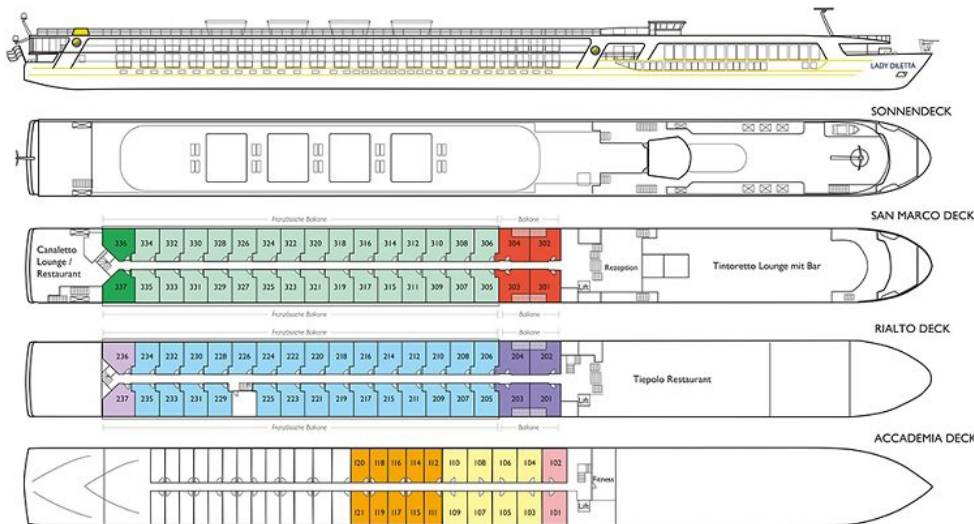 LADY DILETTA
SONNENDECK
SAN MARCO DECK
Französische Balkone Balkone
336 334 332 330 328 326 324 322 320 318 316 314 312 310 308 306 304 302
Canaletto
Lounge /
Restaurant
Rezeption
Tintoretto Lounge mit Bar
337 335 333 331 329 327 325 323 321 319 317 315 311 309 307 305 303 301
Lift
Französische Balkone Balkone
RIALTO DECK
Französische Balkone Balkone
236 234 232 230 228 226 224 222 220 218 216 214 212 210 208 206 204 202
Tiepolo Restaurant
237 235 233 231 229 225 223 221 219 217 215 211 209 207 205 203 201
Lift
Französische Balkone Balkone
ACCADEMIA DECK
120 118 116 114 112 110 108 106 104 102
Fitness
121 119 117 115 111 109 107 105 103 101
Lift